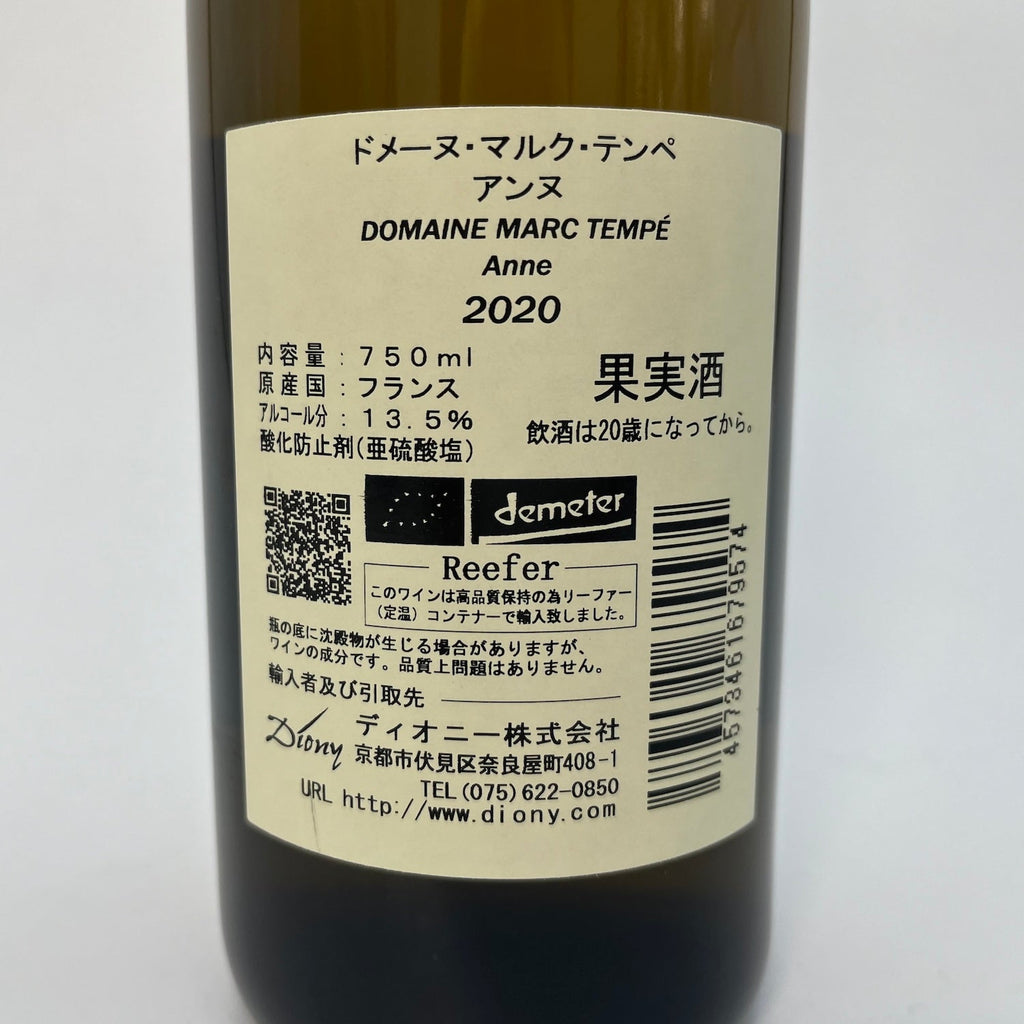 ドメーヌ・マルク・テンペ
アンヌ
DOMAINE MARC TEMPÉ
Anne
2020
内容量：750ml
原産国：フランス
アルコール分：13.5%
酸化防止剤(亜硫酸塩)
果実酒
飲酒は20歳になってから。
demeter
Reefer
このワインは高品質保持の為リーファー
（定温）コンテナーで輸入致しました。
瓶の底に沈殿物が生じる場合がありますが、
ワインの成分です。品質上問題はありません。
輸入者及び引取先
Diony
ディオニー株式会社
京都市伏見区奈良屋町408-1
TEL(075)622-0850
URL http://www.diony.com
4573461679574